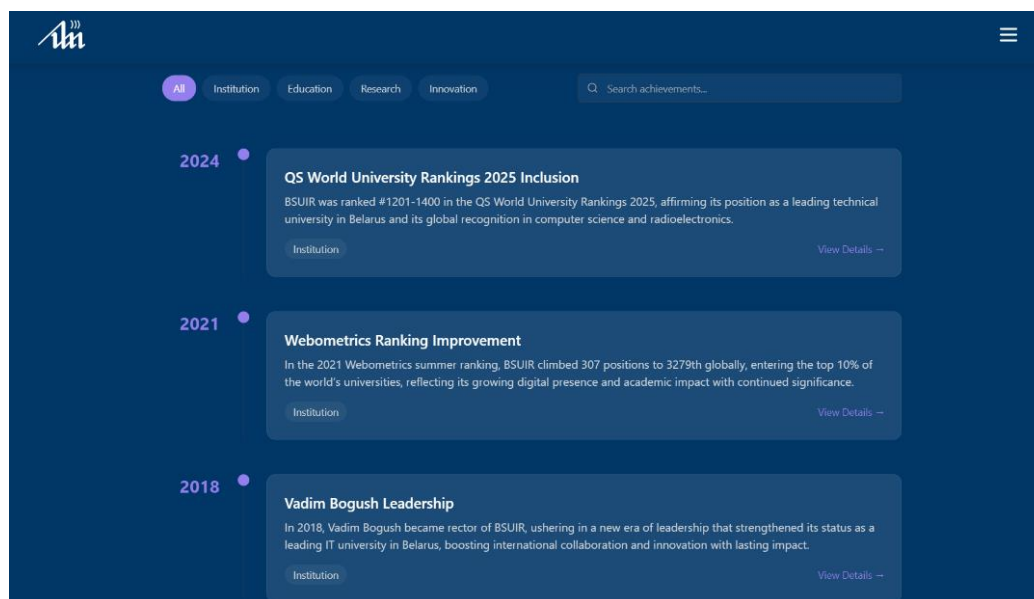 All Institution Education Research Innovation Search achievements...
2024
QS World University Rankings 2025 Inclusion
BSUIR was ranked #1201-1400 in the QS World University Rankings 2025, affirming its position as a leading technical
university in Belarus and its global recognition in computer science and radioelectronics.
Institution View Details →
2021
Webometrics Ranking Improvement
In the 2021 Webometrics summer ranking, BSUIR climbed 307 positions to 3279th globally, entering the top 10% of
the world's universities, reflecting its growing digital presence and academic impact with continued significance.
Institution View Details →
2018
Vadim Bogush Leadership
In 2018, Vadim Bogush became rector of BSUIR, ushering in a new era of leadership that strengthened its status as a
leading IT university in Belarus, boosting international collaboration and innovation with lasting impact.
Institution View Details →